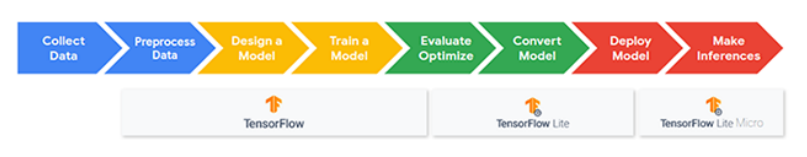 Collect
Data
Preprocess
Data
Design a
Model
Train a
Model
Evaluate
Optimize
Convert
Model
Deploy
Model
Make
Inferences
TensorFlow
TensorFlow Lite
TensorFlow Lite Micro